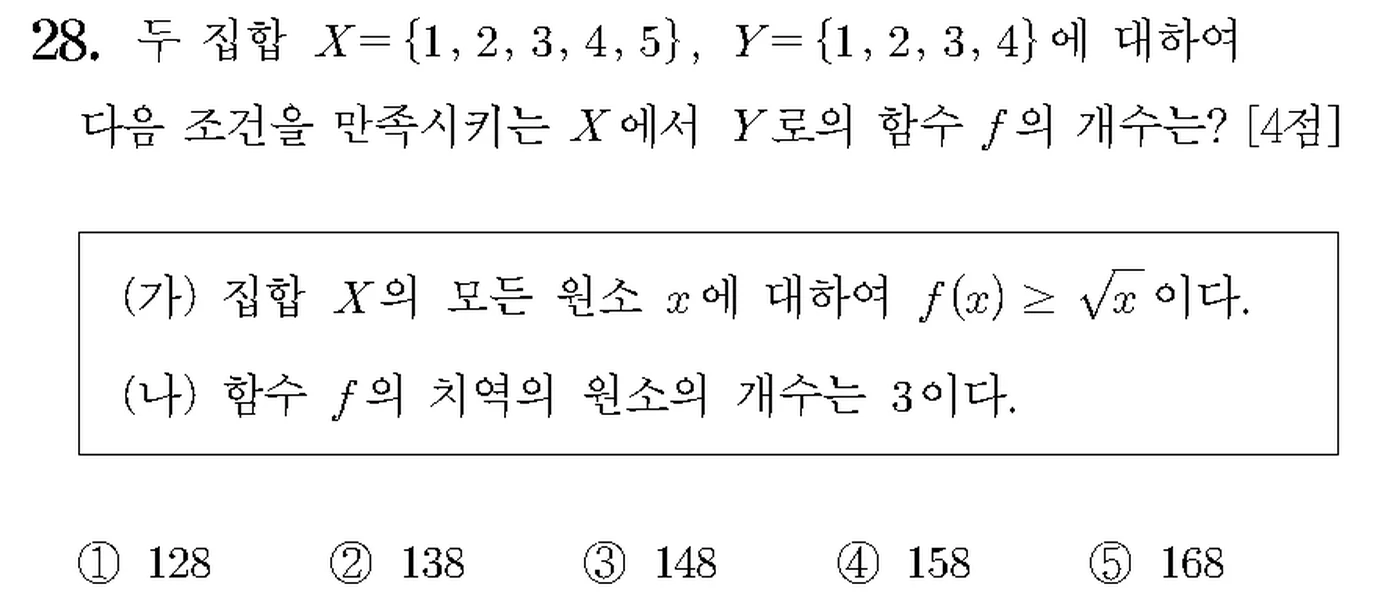 28. 두 집합 X={1, 2, 3, 4, 5}, Y={1, 2, 3, 4}에 대하여
다음 조건을 만족시키는 X에서 Y로의 함수 f의 개수는? [4점]
(가) 집합 X의 모든 원소 x에 대하여 f(x) ≥ √x이다.
(나) 함수 f의 치역의 원소의 개수는 3이다.
① 128 ② 138 ③ 148 ④ 158 ⑤ 168